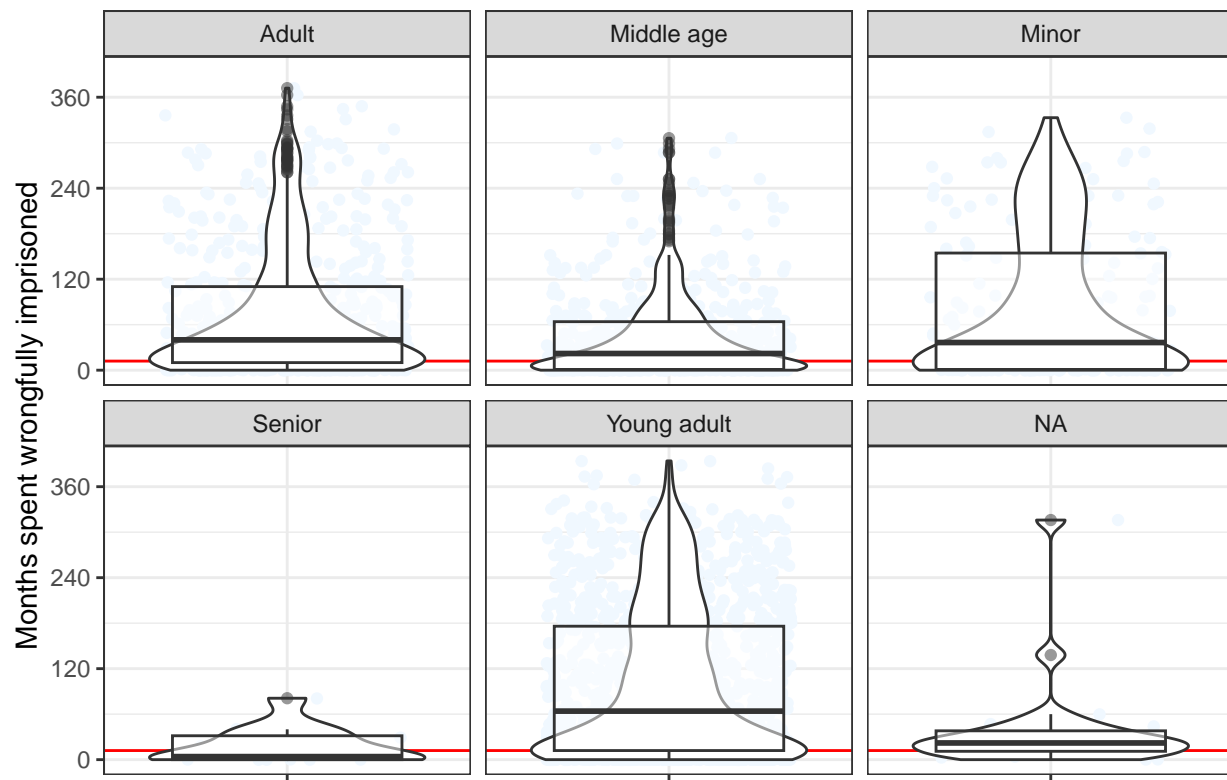 Adult
Middle age
Minor
360
240
120
0
Senior
Young adult
NA
360
240
120
0
Months spent wrongfully imprisoned